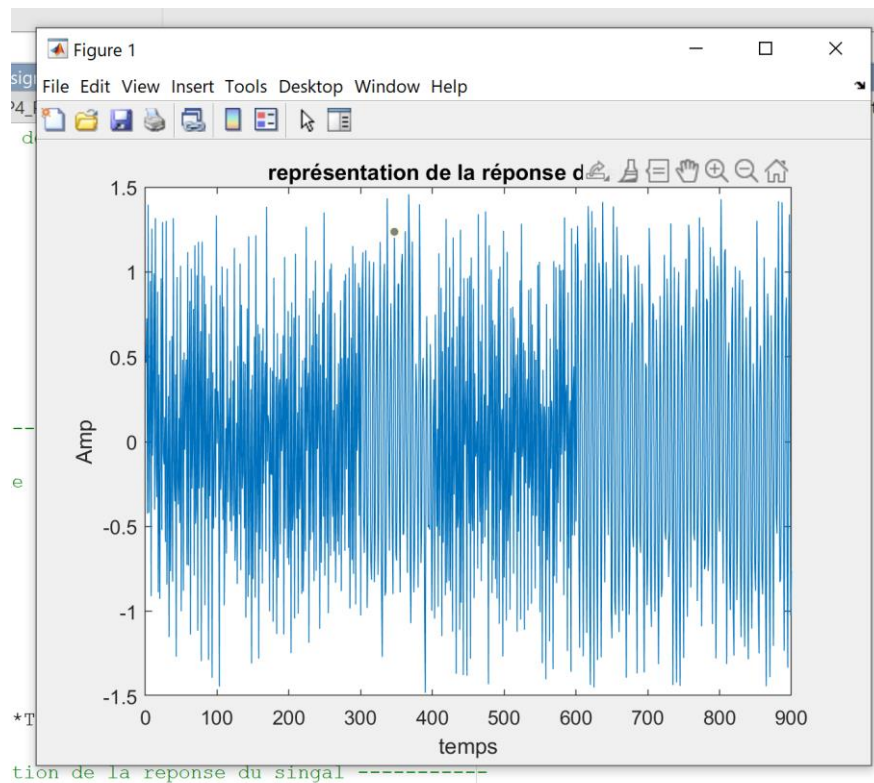 Figure 1
sig
File Edit View Insert Tools Desktop Window Help
représentation de la réponse d
1.5
1
0.5
0
-0.5
-1
-1.5
Amp
0 100 200 300 400 500 600 700 800 900
temps
--
e
*T
tion de la reponse du singal -----------